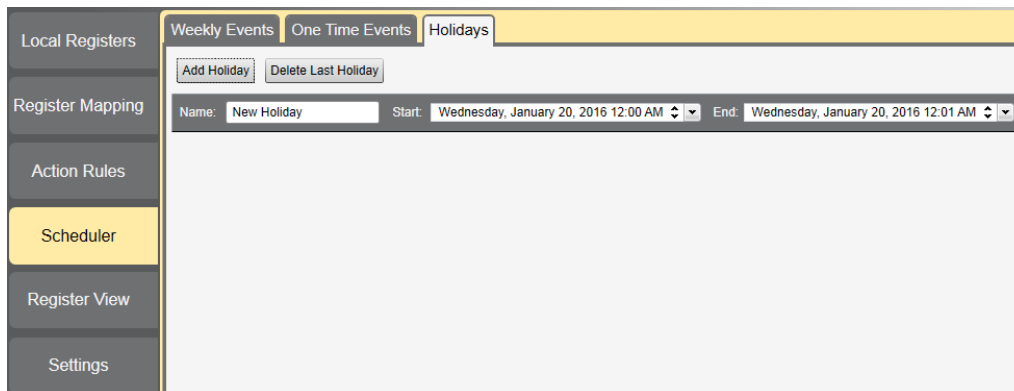 Local Registers
Register Mapping
Action Rules
Scheduler
Register View
Settings
Weekly Events One Time Events Holidays
Add Holiday Delete Last Holiday
Name: New Holiday Start: Wednesday, January 20, 2016 12:00 AM End: Wednesday, January 20, 2016 12:01 AM